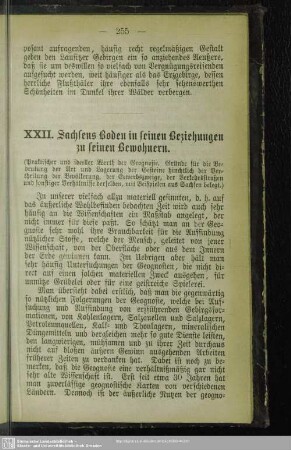 — 255 —
posant aufragenden, häufig recht regelmäßigen Gestalt
geben den Lausitzer Gebirgen ein so anziehendes Aeußere,
daß sie um deswillen so vielfach von Vergnügungsreisenden
aufgesucht werden, weit häufiger als das Erzgebirge, dessen
herrliche Flußthäler ihre ebenfalls sehr sehenswerthen
Schönheiten im Dunkel ihrer Wälder verbergen.
XXII. Sachsens Boden in seinen Beziehungen
zu seinen Bewohnern.
(Praktischer und idealer Werth der Geognosie. Einfluß für die Be-
deutung der Art und Lagerung der Gesteine hinsichtlich der Ver-
theilung der Bevölkerung, der Gewerbszweige, der Verkehrsstraßen
und sonstiger Verhältnisse derselben, mit Beispielen aus Sachsen belegt.)
In unserer vielfach allzu materiell gesinnten, d. h. auf
das äußerliche Wohlbefinden bedachten Zeit wird auch sehr
häufig an die Wissenschaften ein Maßstab angelegt, der
nicht immer für diese paßt. So schätzt man an der Geo-
gnosie sehr wohl ihre Brauchbarkeit für die Auffindung
nützlicher Stoffe, welche der Mensch, geleitet von jener
Wissenschaft, von der Oberfläche oder aus dem Innern
der Erde entnehmen kann. Im Uebrigen aber hält man
sehr häufig Untersuchungen der Geognosten, die nicht di-
rect auf einen solchen materiellen Zweck ausgehen, für
unnütze Grübelei oder für eine geistreiche Spielerei.
Man übersieht dabei erstlich, daß man die gegenwärtig
so nützlichen Folgerungen der Geognosie, welche bei Auf-
suchung und Auffindung von erzführenden Gebirgsfor-
mationen, von Kohlenlagern, Salzquellen und Salzlagern,
Petroleumquellen, Kalk- und Thonlagern, mineralischen
Düngemitteln und dergleichen mehr so gute Dienste leisten,
den langwierigen, mühsamen und zu ihrer Zeit durchaus
nicht auf bloßen äußeren Gewinn ausgehenden Arbeiten
früherer Zeiten zu verdanken hat. Dabei ist noch zu be-
merken, daß die Geognosie eine verhältnißmäßig gar nicht
sehr alte Wissenschaft ist. Erst seit etwa 30 Jahren hat
man zuverlässige geognostische Karten von verschiedenen
Ländern. Dennoch ist der äußerliche Nutzen der geogno-